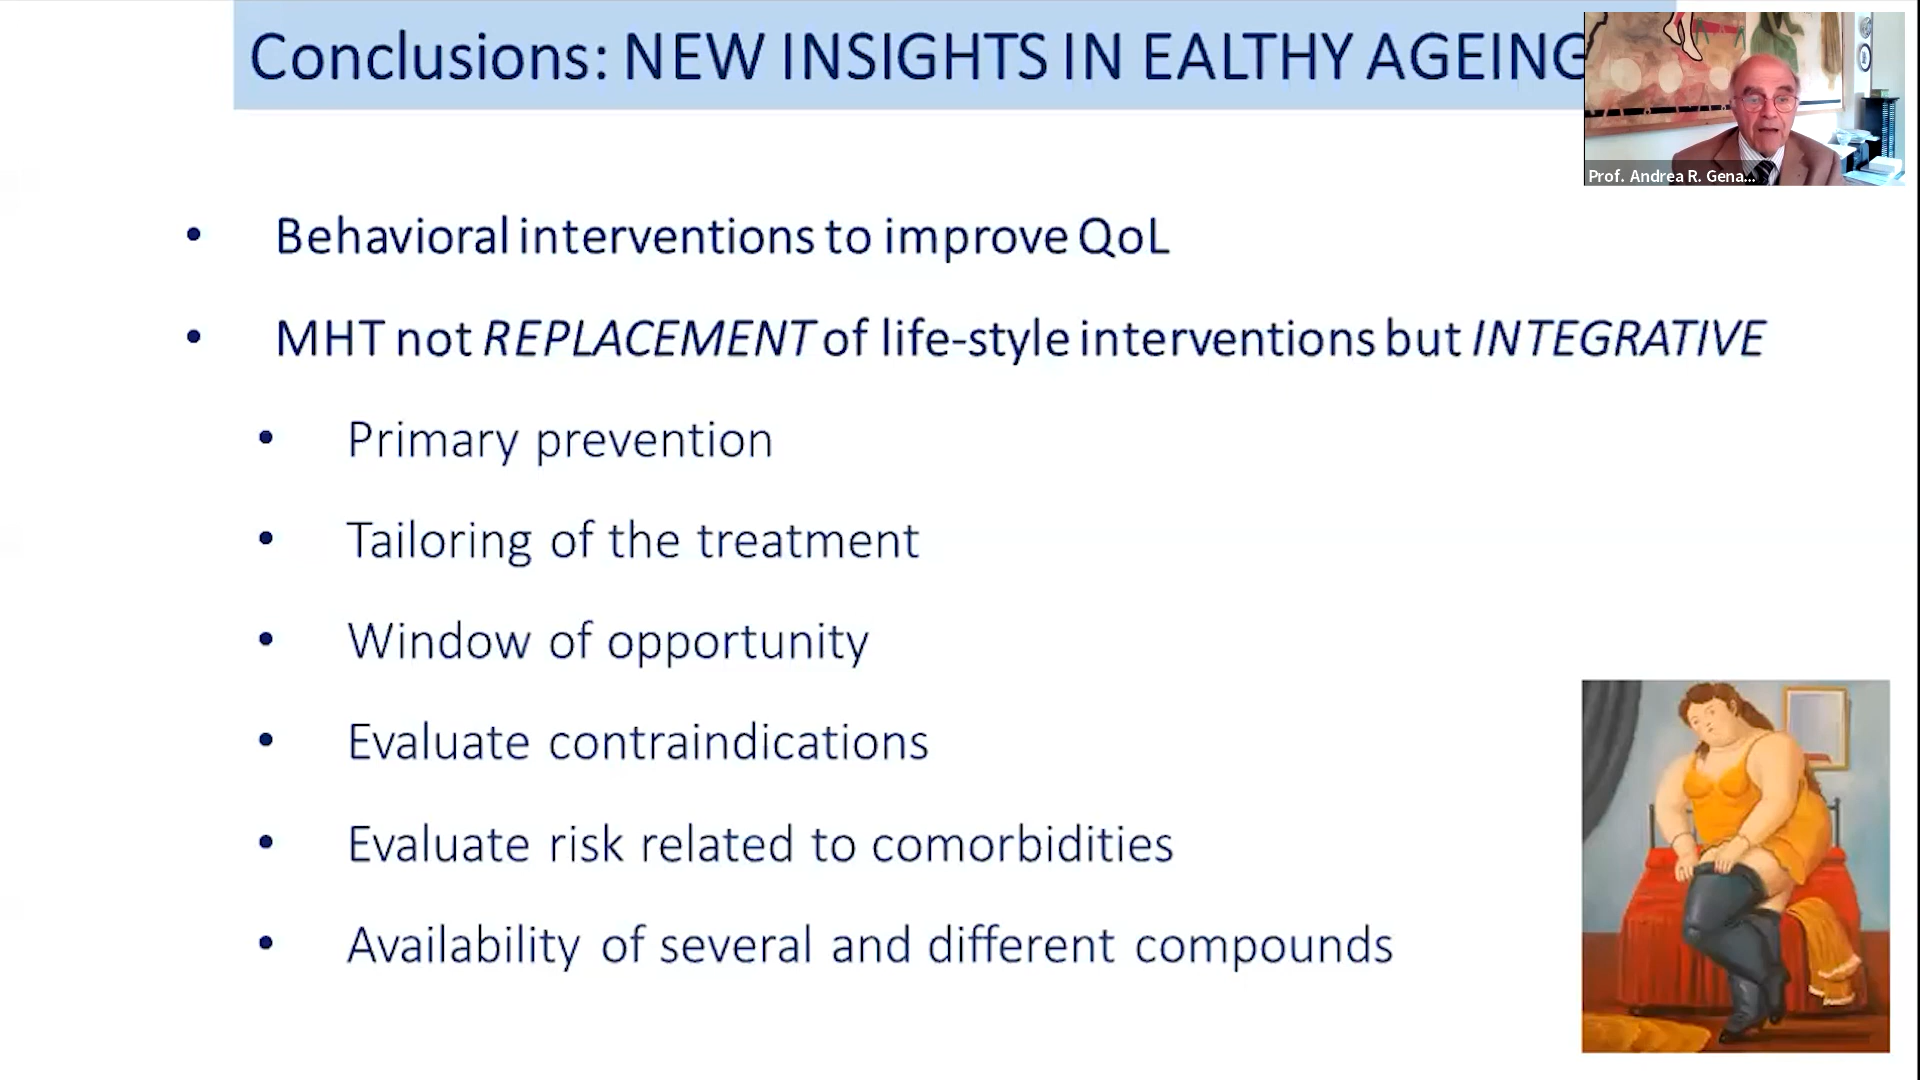 Conclusions: NEW INSIGHTS IN EALTHY AGEING
Prof. Andrea R. Gena...
• Behavioral interventions to improve QoL
• MHT not REPLACEMENT of life-style interventions but INTEGRATIVE
• Primary prevention
• Tailoring of the treatment
• Window of opportunity
• Evaluate contraindications
• Evaluate risk related to comorbidities
• Availability of several and different compounds